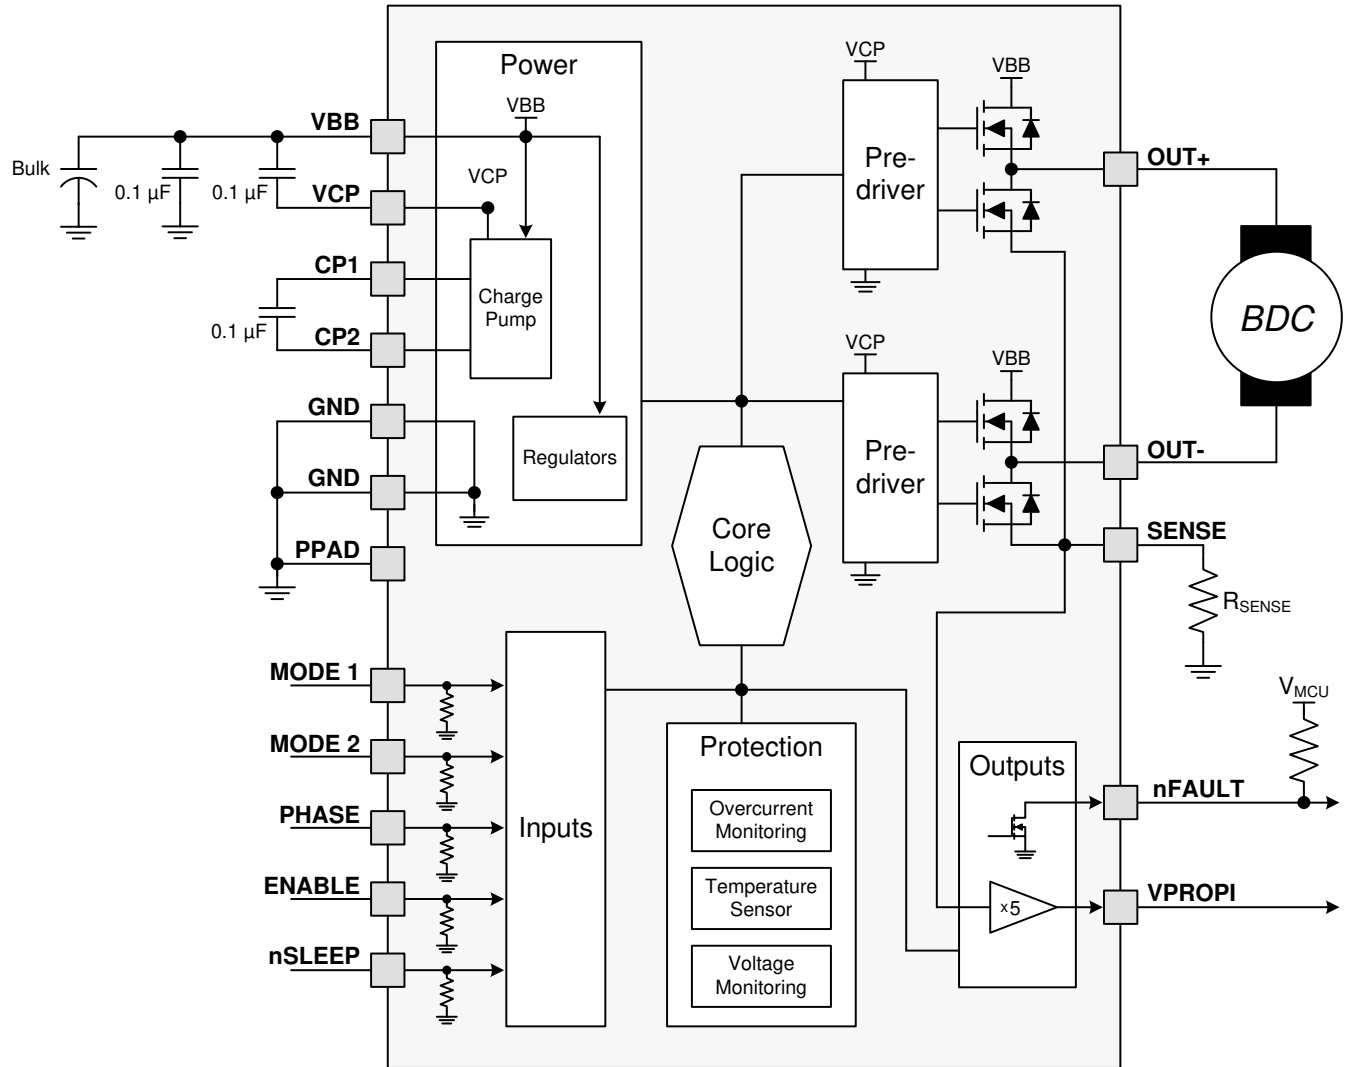 Power
VBB
VCP
Charge
Pump
Regulators
VBB
VCP
CP1
CP2
GND
GND
PPAD
Bulk
0.1 µF
0.1 µF
0.1 µF
MODE 1
MODE 2
PHASE
ENABLE
nSLEEP
Inputs
Core
Logic
Protection
Overcurrent
Monitoring
Temperature
Sensor
Voltage
Monitoring
VCP
Pre-
driver
VBB
VCP
Pre-
driver
VBB
OUT+
BDC
OUT-
SENSE
RSENSE
VMCU
Outputs
x5
nFAULT
VPROPI